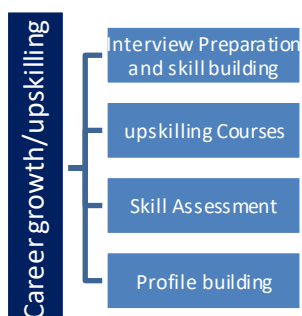 Career growth/upskilling
Interview Preparation
and skill building
upskilling Courses
Skill Assessment
Profile building